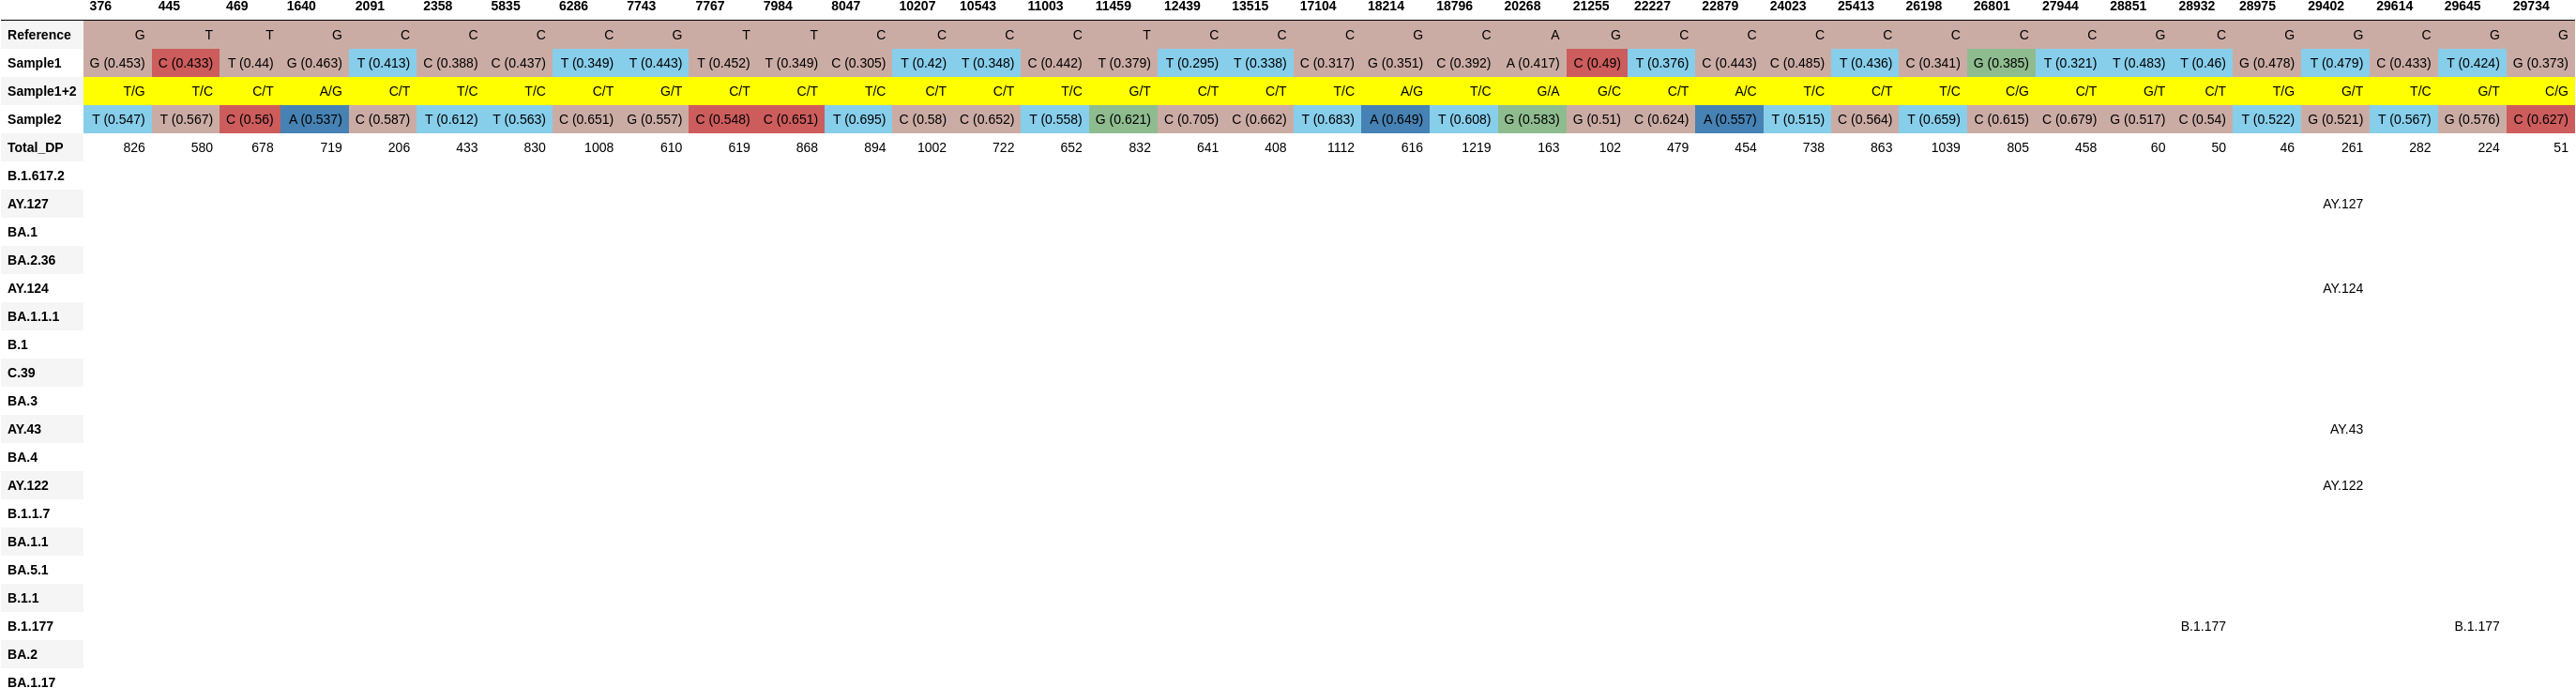 376 445 469 1640 2091 2358 5835 6286 7743 7767 7984 8047 10207 10543 11003 11459 12439 13515 17104 18214 18796 20268 21255 22227 22879 24023 25413 26198 26801 27944 28851 28932 28975 29402 29614 29645 29734
Reference G T T G C C C C G T T C C C C T C C C G C A G C C C C C C C G C G G C G G
Sample1 G (0.453) C (0.433) T (0.44) G (0.463) T (0.413) C (0.388) C (0.437) T (0.349) T (0.443) T (0.452) T (0.349) C (0.305) T (0.42) T (0.348) C (0.442) T (0.379) T (0.295) T (0.338) C (0.317) G (0.351) C (0.392) A (0.417) C (0.49) T (0.376) C (0.443) C (0.485) T (0.436) C (0.341) G (0.385) T (0.321) T (0.483) T (0.46) G (0.478) T (0.479) C (0.433) T (0.424) G (0.373)
Sample1+2 T/G T/C C/T A/G C/T T/C T/C C/T G/T C/T C/T T/C C/T C/T T/C G/T C/T C/T T/C A/G T/C G/A G/C C/T A/C T/C C/T T/C C/G C/T G/T C/T T/G G/T T/C G/T C/G
Sample2 T (0.547) T (0.567) C (0.56) A (0.537) C (0.587) T (0.612) T (0.563) C (0.651) G (0.557) C (0.548) C (0.651) T (0.695) C (0.58) C (0.652) T (0.558) G (0.621) C (0.705) C (0.662) T (0.683) A (0.649) T (0.608) G (0.583) G (0.51) C (0.624) A (0.557) T (0.515) C (0.564) T (0.659) C (0.615) C (0.679) G (0.517) C (0.54) T (0.522) G (0.521) T (0.567) G (0.576) C (0.627)
Total_DP 826 580 678 719 206 433 830 1008 610 619 868 894 1002 722 652 832 641 408 1112 616 1219 163 102 479 454 738 863 1039 805 458 60 50 46 261 282 224 51
B.1.617.2
AY.127 AY.127
BA.1
BA.2.36
AY.124 AY.124
BA.1.1.1
B.1
C.39
BA.3
AY.43 AY.43
BA.4
AY.122 AY.122
B.1.1.7
BA.1.1
BA.5.1
B.1.1
B.1.177 B.1.177 B.1.177
BA.2
BA.1.17